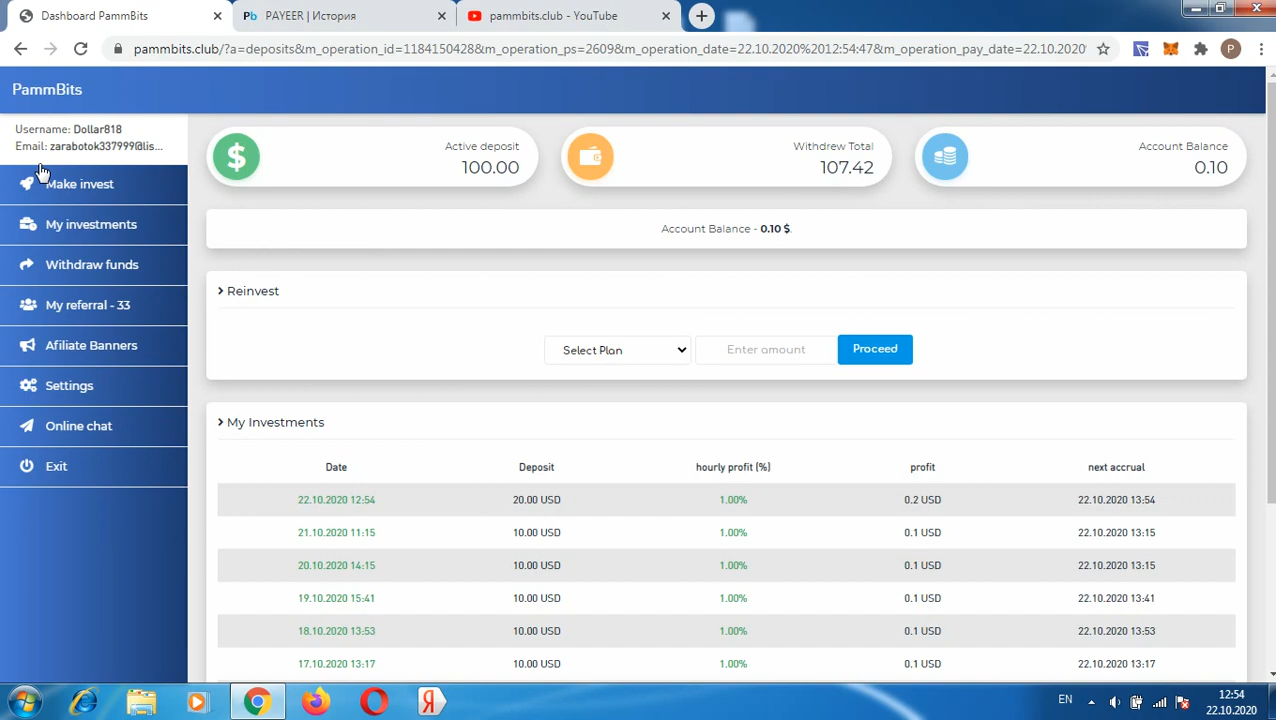 Dashboard PammBits
PAYEER | История
pammbits.club - YouTube
pammbits.club/?a=deposits&m_operation_id=1184150428&m_operation_ps=2609&m_operation_date=22.10.2020%2012:54:47&m_operation_pay_date=22.10.2020
P
PammBits
Username: Dollar818
Email: zarabotok337999@lis...
Make invest
My investments
Withdraw funds
My referral - 33
Afiliate Banners
Settings
Online chat
Exit
Active deposit
100.00
Withdrew Total
107.42
Account Balance
0.10
Account Balance - 0.10 $.
Reinvest
Select Plan Enter amount Proceed
My Investments
Date Deposit hourly profit (%) profit next accrual
22.10.2020 12:54 20.00 USD 1.00% 0.2 USD 22.10.2020 13:54
21.10.2020 11:15 10.00 USD 1.00% 0.1 USD 22.10.2020 13:15
20.10.2020 14:15 10.00 USD 1.00% 0.1 USD 22.10.2020 13:15
19.10.2020 15:41 10.00 USD 1.00% 0.1 USD 22.10.2020 13:41
18.10.2020 13:53 10.00 USD 1.00% 0.1 USD 22.10.2020 13:53
17.10.2020 13:17 10.00 USD 1.00% 0.1 USD 22.10.2020 13:17
EN
12:54
22.10.2020